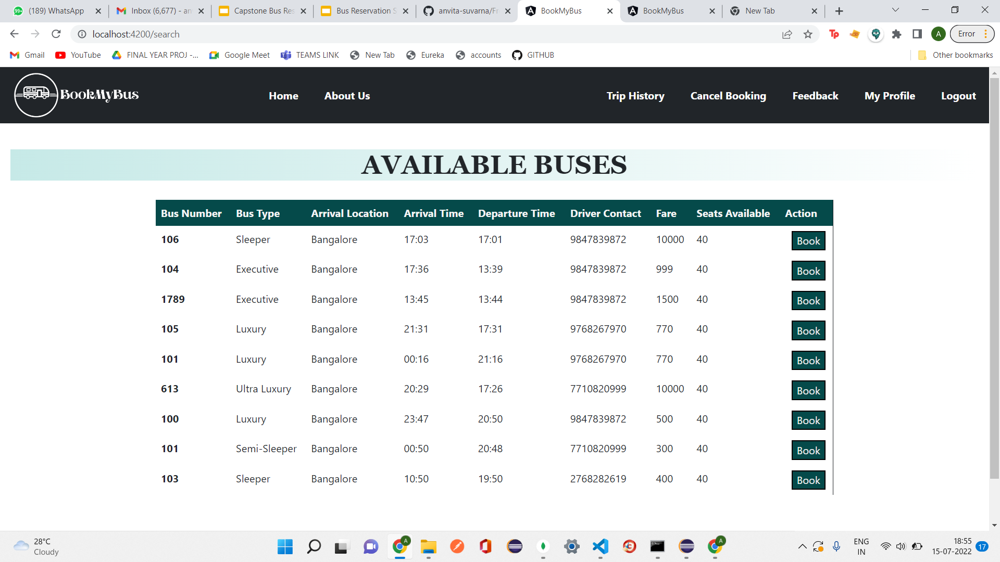 (189) WhatsApp
Inbox (6,677) - an
Capstone Bus Res
Bus Reservation S
anvita-suvarna/Fr
BookMyBus
BookMyBus
New Tab
localhost:4200/search
Tp
A
Error
Gmail
YouTube
FINAL YEAR PROJ -...
Google Meet
TEAMS LINK
New Tab
Eureka
accounts
GITHUB
Other bookmarks
BookMyBus Home About Us Trip History Cancel Booking Feedback My Profile Logout
AVAILABLE BUSES
Bus Number Bus Type Arrival Location Arrival Time Departure Time Driver Contact Fare Seats Available Action
106 Sleeper Bangalore 17:03 17:01 9847839872 10000 40 Book
104 Executive Bangalore 17:36 13:39 9847839872 999 40 Book
1789 Executive Bangalore 13:45 13:44 9847839872 1500 40 Book
105 Luxury Bangalore 21:31 17:31 9768267970 770 40 Book
101 Luxury Bangalore 00:16 21:16 9768267970 770 40 Book
613 Ultra Luxury Bangalore 20:29 17:26 7710820999 10000 40 Book
100 Luxury Bangalore 23:47 20:50 9847839872 500 40 Book
101 Semi-Sleeper Bangalore 00:50 20:48 7710820999 300 40 Book
103 Sleeper Bangalore 10:50 19:50 2768282619 400 40 Book
28°C
Cloudy
ENG
IN
18:55
15-07-2022
17